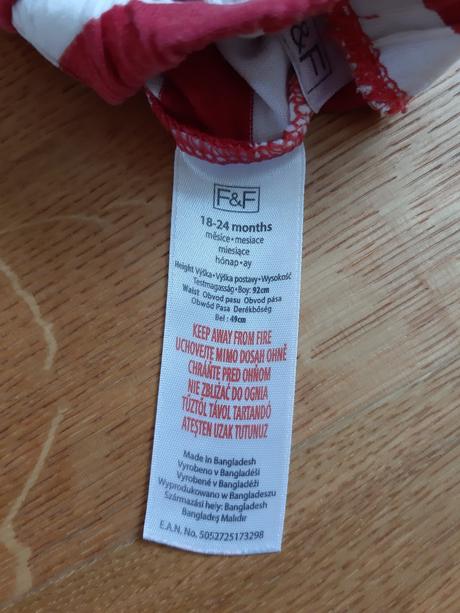 F&F
F&F
18-24 months
měsíce • mesiace
miesiące
hónap • ay
Height Výška • Výška postavy • Wysokość
Testmagasság • Boy: 92cm
Waist Obvod pasu Obvod pása
Obwód Pasa Derékbőség
Bel : 49cm
KEEP AWAY FROM FIRE
UCHOVEJTE MIMO DOSAH OHNĚ
CHRÁŇTE PRED OHŇOM
NIE ZBLIŻAĆ DO OGNIA
TŰZTŐL TÁVOL TARTANDÓ
ATEŞTEN UZAK TUTUNUZ
Made in Bangladesh
Vyrobeno v Bangladéši
Vyrobené v Bangladéži
Wyprodukowano w Bangladeszu
Származási hely: Bangladesh
Bangladeş Malıdır
E.A.N. No. 5052725173298